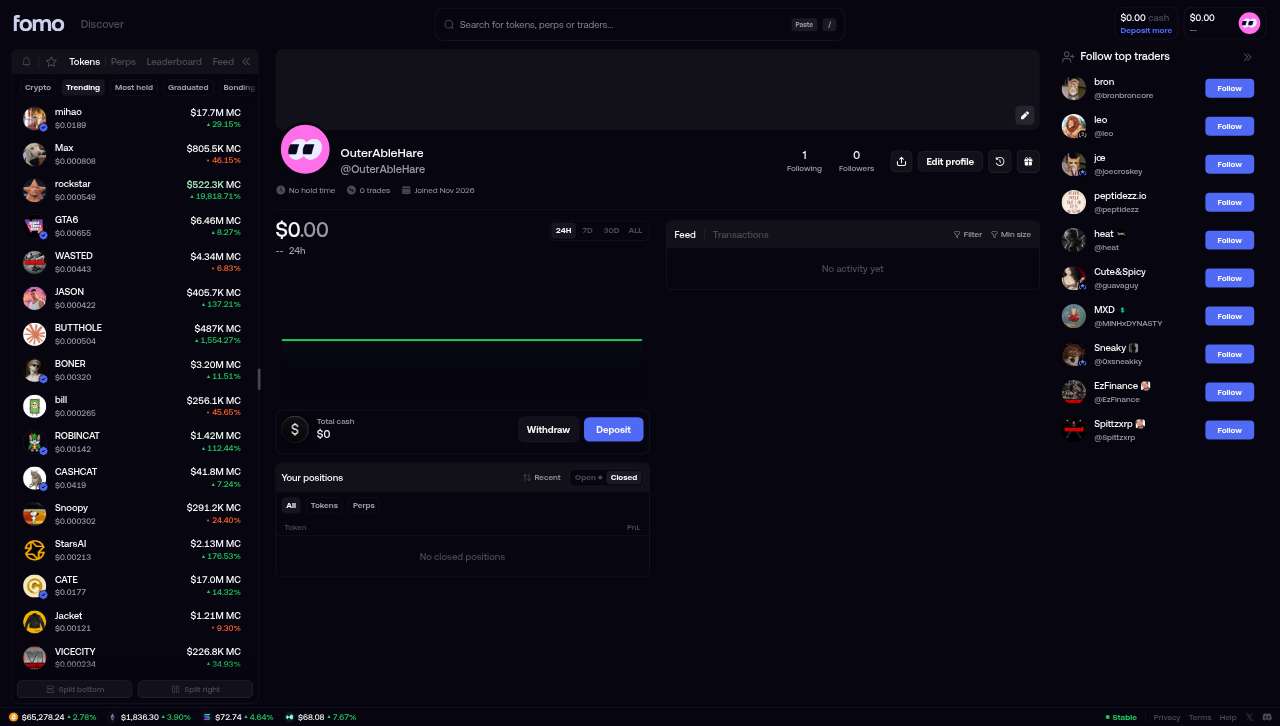 fomo
Discover
Search for tokens, perps or traders...
Paste
/
$0.00 cash
Deposit more
$0.00
--
Tokens Perps Leaderboard Feed
Crypto Trending Most held Graduated Bonding
mihao $17.7M MC
$0.0189 29.15%
Max $805.5K MC
$0.000808 46.15%
rockstar $522.3K MC
$0.000549 19,818.71%
GTA6 $6.46M MC
$0.00655 8.27%
WASTED $4.34M MC
$0.00443 6.83%
JASON $405.7K MC
$0.000422 137.21%
BUTTHOLE $487K MC
$0.000504 1,554.27%
BONER $3.20M MC
$0.00320 11.51%
bill $256.1K MC
$0.000265 45.65%
ROBINCAT $1.42M MC
$0.00142 112.44%
CASHCAT $41.8M MC
$0.0419 7.24%
Snoopy $291.2K MC
$0.000302 24.40%
StarsAI $2.13M MC
$0.00213 176.53%
CATE $17.0M MC
$0.0177 14.32%
Jacket $1.21M MC
$0.00121 9.30%
VICECITY $226.8K MC
$0.000234 34.93%
Split bottom Split right
OuterAbleHare
@OuterAbleHare
No hold time 0 trades Joined Nov 2026
1 Following
0 Followers
Edit profile
$0.00
-- 24h
24H 7D 30D ALL
Total cash
$0
Withdraw Deposit
Your positions Recent Open Closed
All Tokens Perps
Token PnL
No closed positions
Feed Transactions Filter Min size
No activity yet
Follow top traders
bron
@bronbroncore
Follow
leo
@leo
Follow
jœ
@joecroskey
Follow
peptidezz.io
@peptidezz
Follow
heat
@heat
Follow
Cute&Spicy
@guavaguy
Follow
MXD
@MINHxDYNASTY
Follow
Sneaky
@0xsneakky
Follow
EzFinance
@EzFinance
Follow
Spittzxrp
@Spittzxrp
Follow
$65,278.24 2.78% $1,836.30 3.90% $72.74 4.64% $68.08 7.67%
Stable Privacy Terms Help